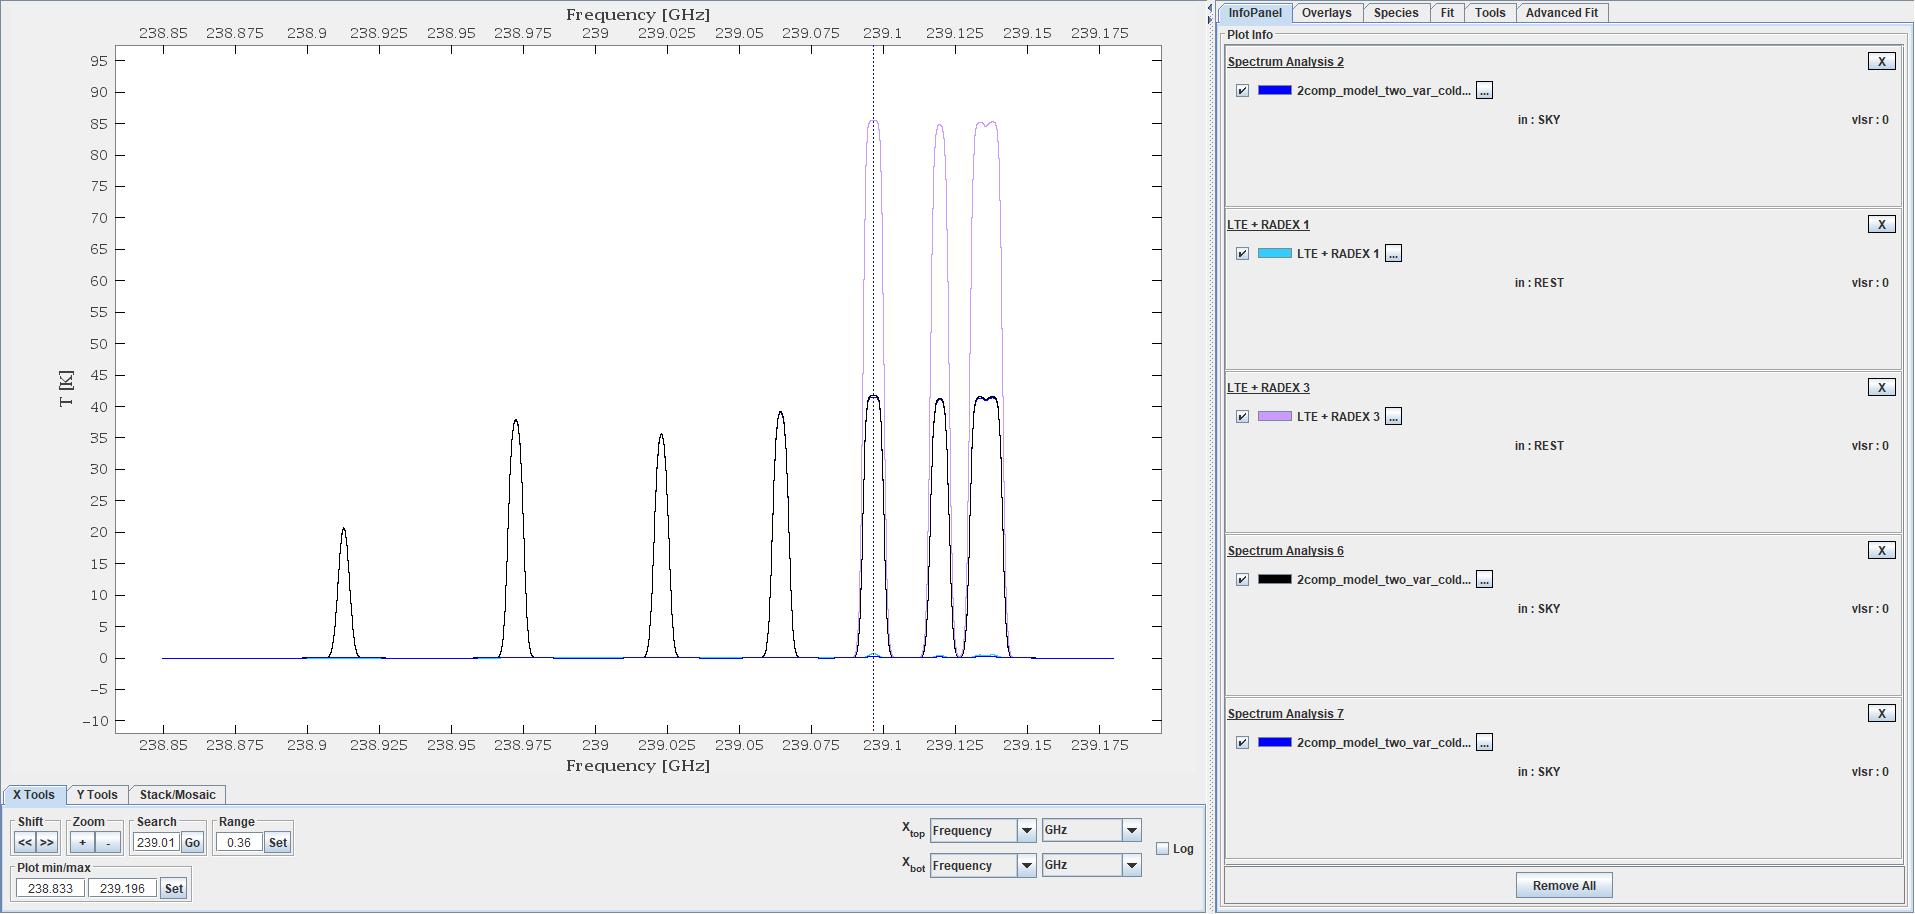 Frequency [GHz]
238.85 238.875 238.9 238.925 238.95 238.975 239 239.025 239.05 239.075 239.1 239.125 239.15 239.175
95
90
85
80
75
70
65
60
55
50
45
40
35
30
25
20
15
10
5
0
−5
−10
T [K]
238.85 238.875 238.9 238.925 238.95 238.975 239 239.025 239.05 239.075 239.1 239.125 239.15 239.175
Frequency [GHz]
X Tools Y Tools Stack/Mosaic
Shift Zoom Search Range
<< >> + - 239.01 Go 0.36 Set
Plot min/max
238.833 239.196 Set
Xtop Frequency GHz
Xbot Frequency GHz
Log
InfoPanel Overlays Species Fit Tools Advanced Fit
Plot Info
Spectrum Analysis 2 X
2comp_model_two_var_cold... ...
in : SKY vlsr : 0
LTE + RADEX 1 X
LTE + RADEX 1 ...
in : REST vlsr : 0
LTE + RADEX 3 X
LTE + RADEX 3 ...
in : REST vlsr : 0
Spectrum Analysis 6 X
2comp_model_two_var_cold... ...
in : SKY vlsr : 0
Spectrum Analysis 7 X
2comp_model_two_var_cold... ...
in : SKY vlsr : 0
Remove All